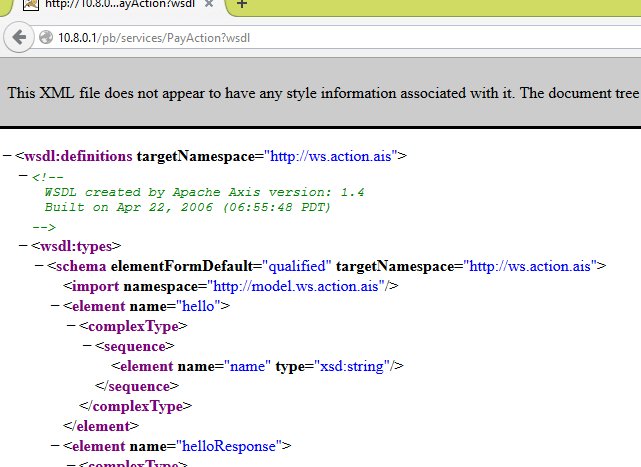 http://10.8.0...ayAction?wsdl × +
10.8.0.1/pb/services/PayAction?wsdl
This XML file does not appear to have any style information associated with it. The document tree
−<wsdl:definitions targetNamespace="http://ws.action.ais">
−<!--
WSDL created by Apache Axis version: 1.4
Built on Apr 22, 2006 (06:55:48 PDT)
-->
−<wsdl:types>
−<schema elementFormDefault="qualified" targetNamespace="http://ws.action.ais">
<import namespace="http://model.ws.action.ais"/>
−<element name="hello">
−<complexType>
−<sequence>
<element name="name" type="xsd:string"/>
</sequence>
</complexType>
</element>
−<element name="helloResponse">
−<complexType>